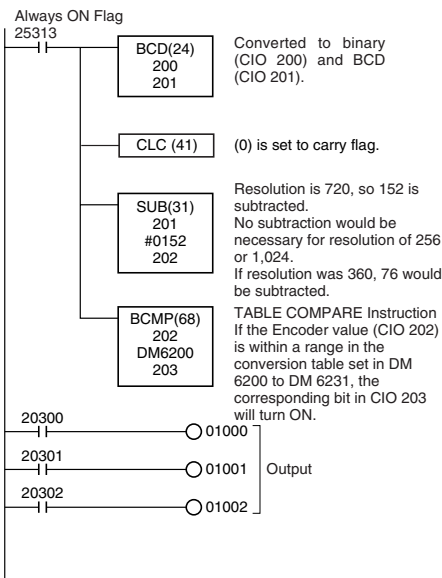 Always ON Flag
25313
BCD(24)
200
201
Converted to binary
(CIO 200) and BCD
(CIO 201).
CLC (41)
(0) is set to carry flag.
SUB(31)
201
#0152
202
Resolution is 720, so 152 is
subtracted.
No subtraction would be
necessary for resolution of 256
or 1,024.
If resolution was 360, 76 would
be subtracted.
BCMP(68)
202
DM6200
203
TABLE COMPARE Instruction
If the Encoder value (CIO 202)
is within a range in the
conversion table set in DM
6200 to DM 6231, the
corresponding bit in CIO 203
will turn ON.
20300
01000
20301
01001
Output
20302
01002